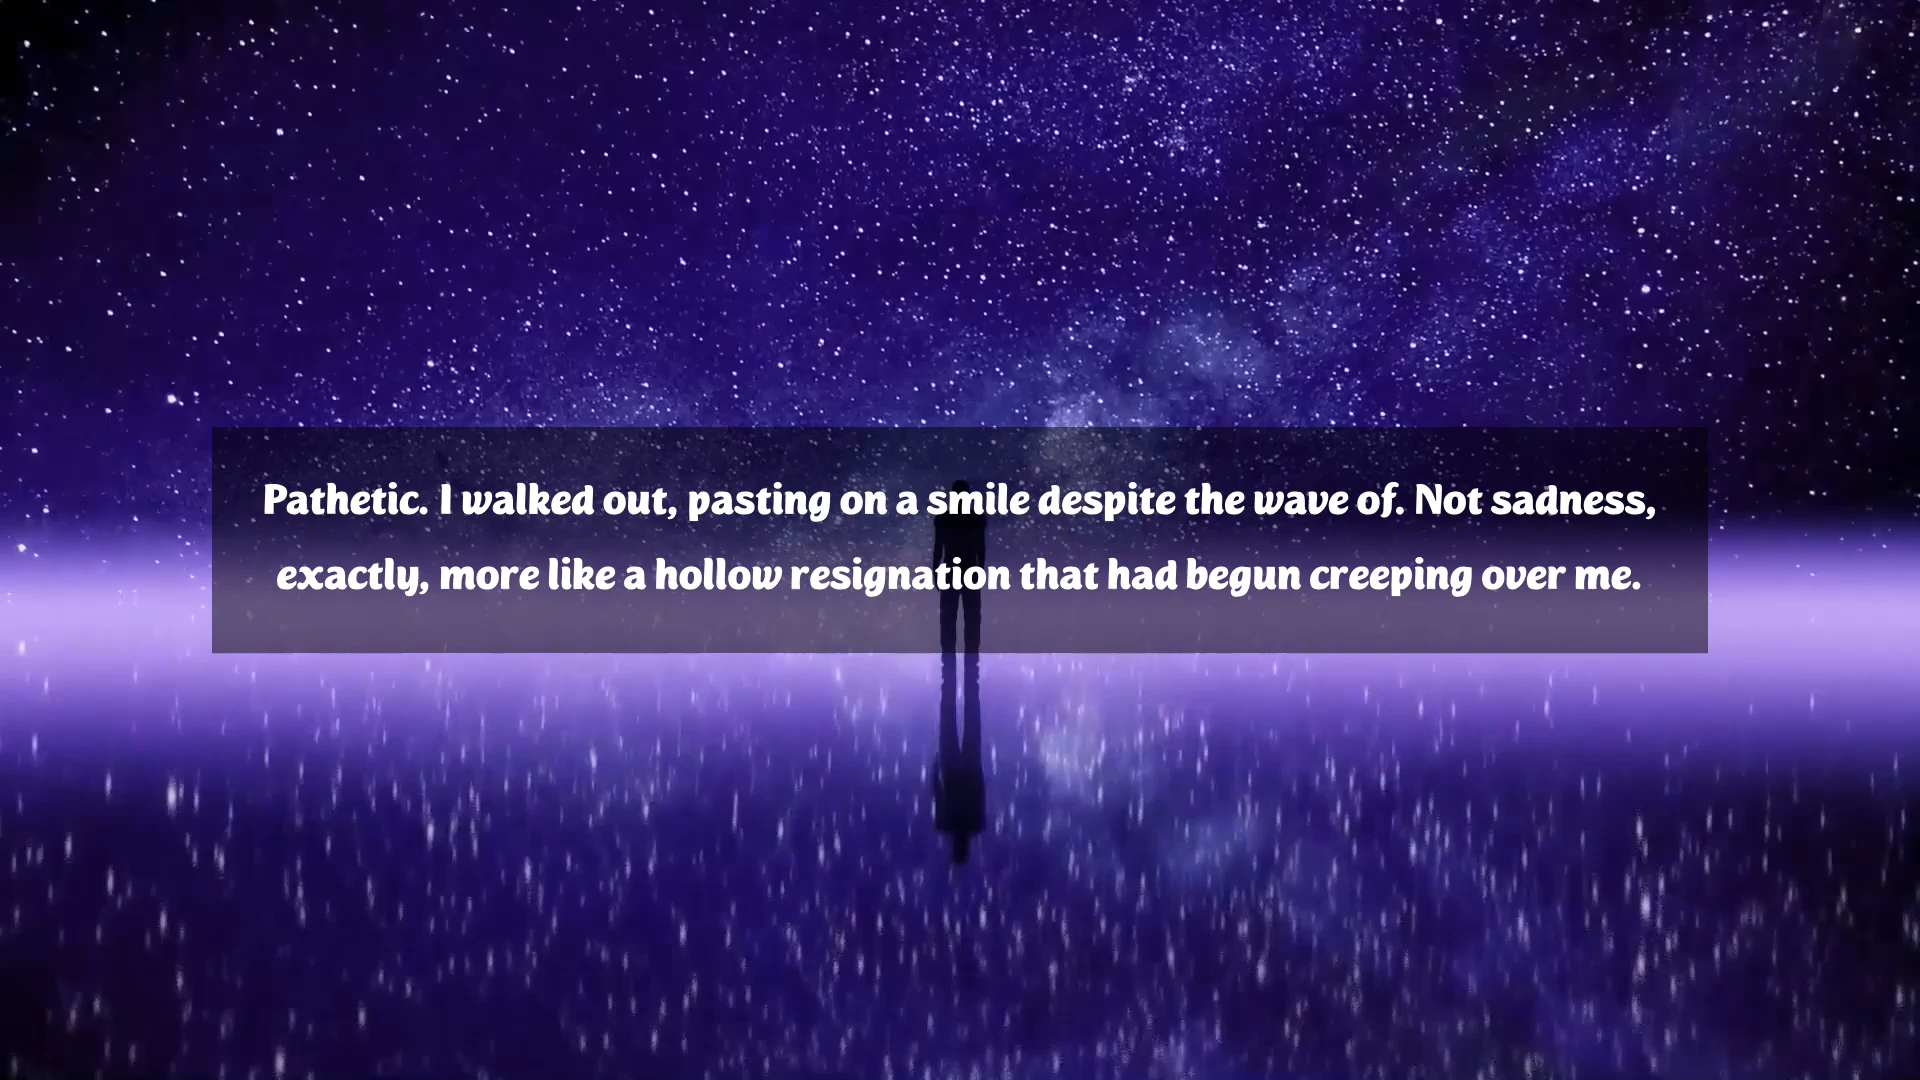 Pathetic. I walked out, pasting on a smile despite the wave of. Not sadness,
exactly, more like a hollow resignation that had begun creeping over me.